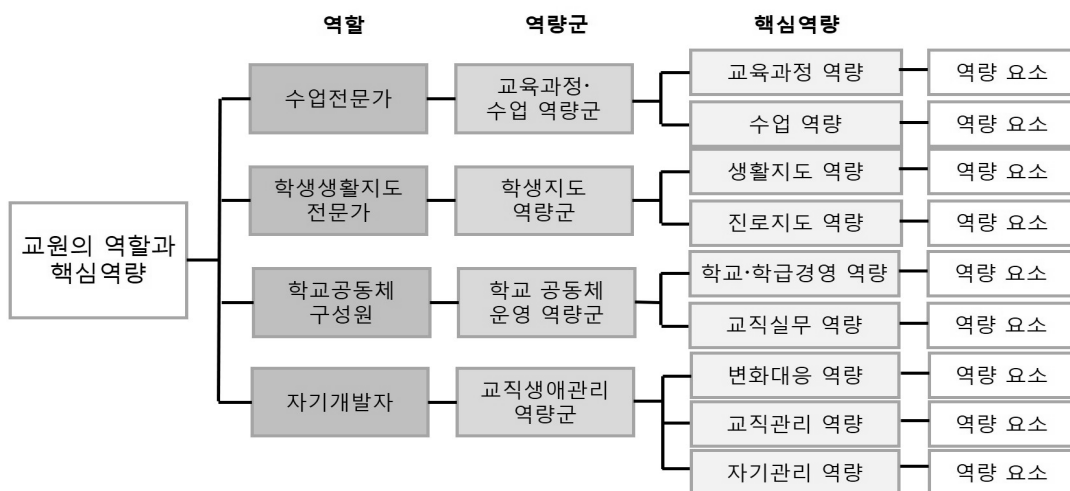 역할 역량군 핵심역량
교원의 역할과
핵심역량
수업전문가
교육과정·
수업 역량군
교육과정 역량
역량 요소
수업 역량
역량 요소
학생생활지도
전문가
학생지도
역량군
생활지도 역량
역량 요소
진로지도 역량
역량 요소
학교공동체
구성원
학교 공동체
운영 역량군
학교·학급경영 역량
역량 요소
교직실무 역량
역량 요소
자기개발자
교직생애관리
역량군
변화대응 역량
역량 요소
교직관리 역량
역량 요소
자기관리 역량
역량 요소